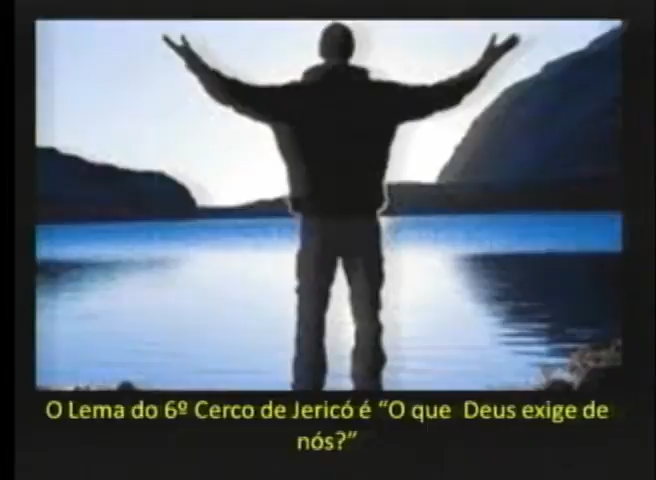 O Lema do 6º Cerco de Jericó é “O que  Deus exige de
nós?”